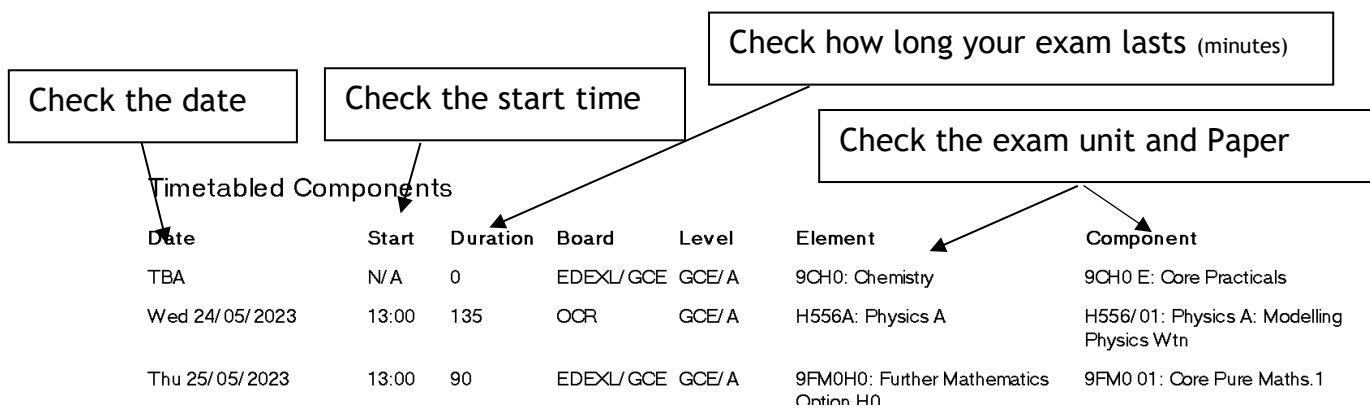 Check how long your exam lasts (minutes)
Check the date
Check the start time
Check the exam unit and Paper
Timetabled Components
Date Start Duration Board Level Element Component
TBA N/A 0 EDEXL/GCE GCE/A 9CH0: Chemistry 9CH0 E: Core Practicals
Wed 24/05/2023 13:00 135 OCR GCE/A H556A: Physics A H556/01: Physics A: Modelling
Physics Wtn
Thu 25/05/2023 13:00 90 EDEXL/GCE GCE/A 9FM0H0: Further Mathematics 9FM0 01: Core Pure Maths.1
Option H0